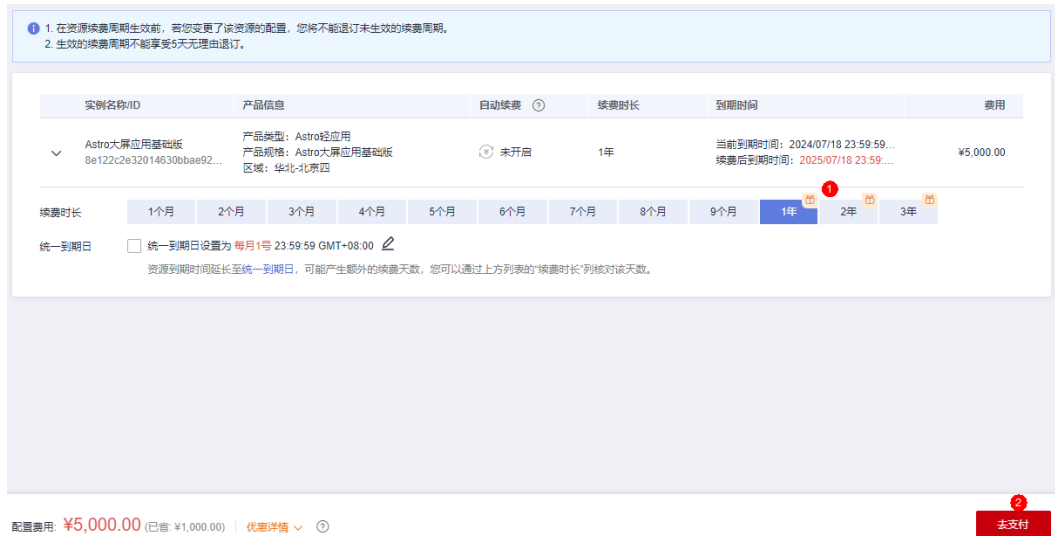 1. 在资源续费周期生效前，若您变更了该资源的配置，您将不能退订未生效的续费周期。
2. 生效的续费周期不能享受5天无理由退订。
实例名称/ID 产品信息 自动续费 ? 续费时长 到期时间 费用
产品类型：Astro轻应用
Astro大屏应用基础版 产品规格：Astro大屏应用基础版 未开启 1年 当前到期时间：2024/07/18 23:59:59... ¥5,000.00
8e122c2e32014630bbae92... 区域：华北-北京四 续费后到期时间：2025/07/18 23:59:...
1
续费时长 1个月 2个月 3个月 4个月 5个月 6个月 7个月 8个月 9个月 1年 2年 3年
统一到期日 统一到期日设置为 每月1号 23:59:59 GMT+08:00
资源到期时间延长至统一到期日，可能产生额外的续费天数，您可以通过上方列表的“续费时长”列核对该天数。
2
配置费用: ¥5,000.00 (已省: ¥1,000.00) 优惠详情 ? 去支付